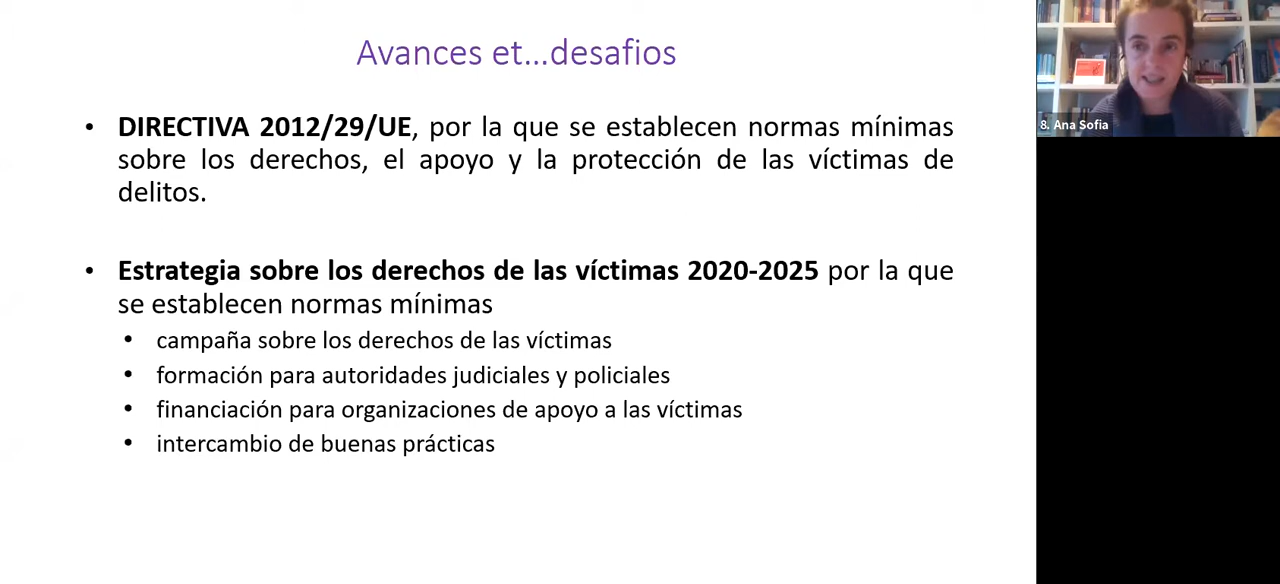 Avances et...desafios
• DIRECTIVA 2012/29/UE, por la que se establecen normas mínimas
sobre los derechos, el apoyo y la protección de las víctimas de
delitos.
• Estrategia sobre los derechos de las víctimas 2020-2025 por la que
se establecen normas mínimas
• campaña sobre los derechos de las víctimas
• formación para autoridades judiciales y policiales
• financiación para organizaciones de apoyo a las víctimas
• intercambio de buenas prácticas
8. Ana Sofia